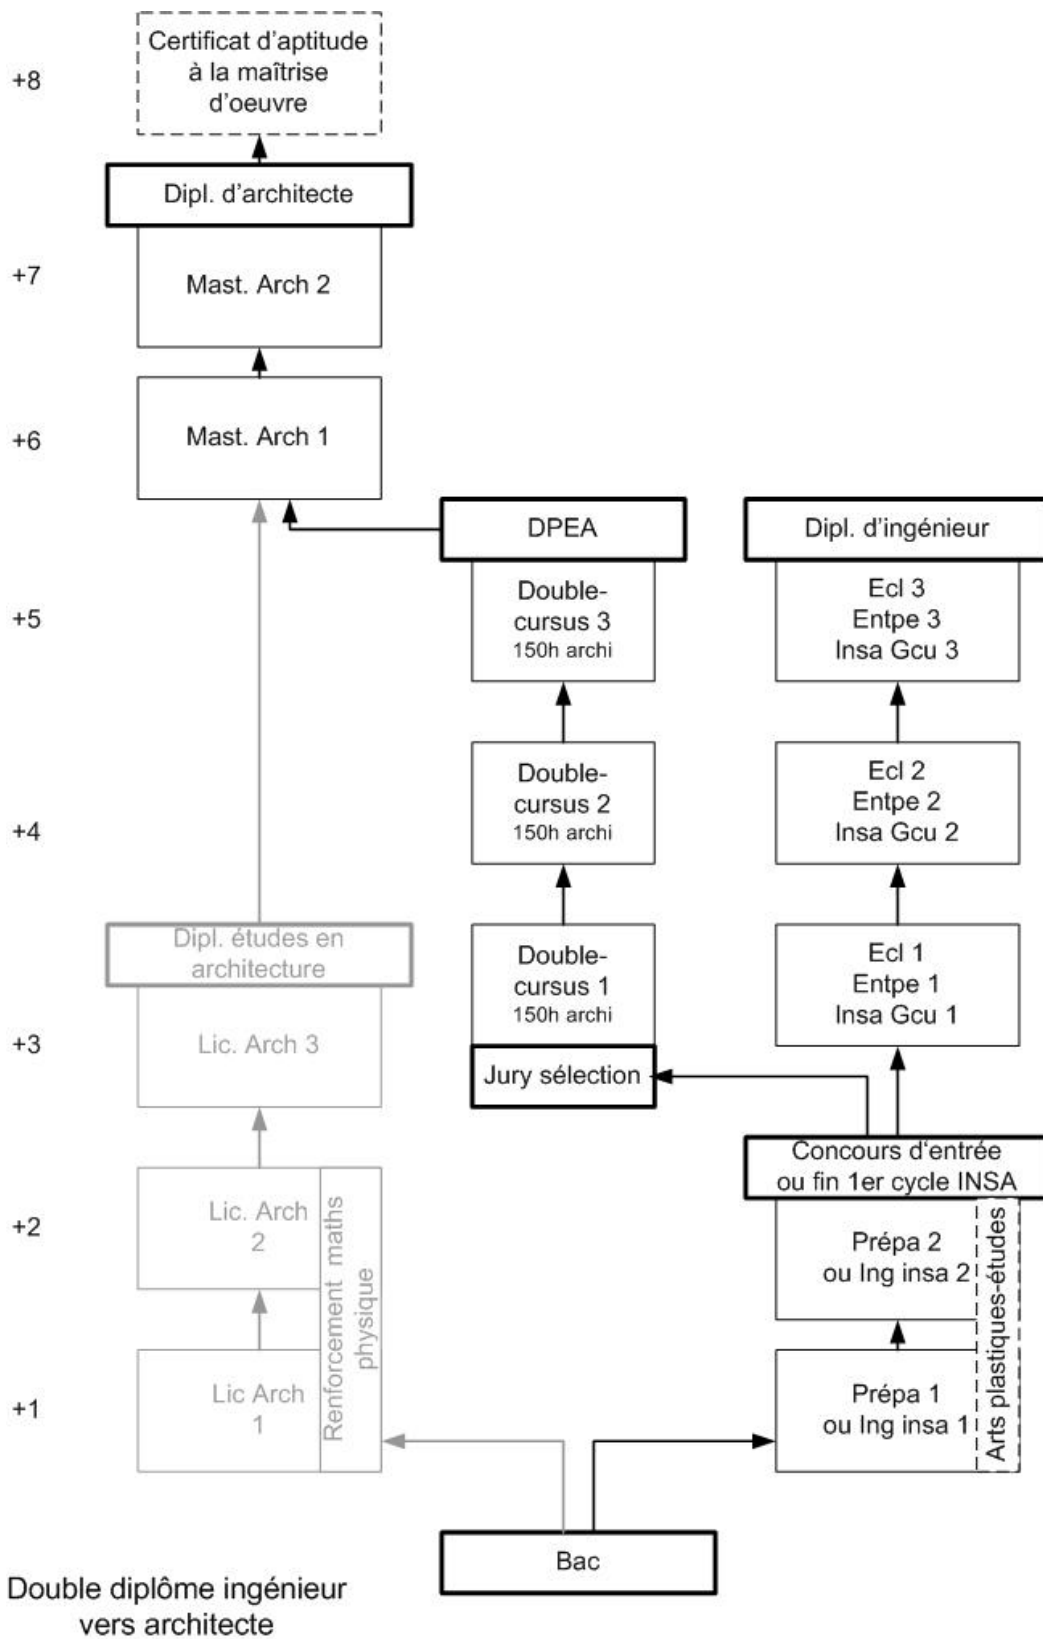 Certificat d'aptitude
à la maîtrise
d'oeuvre
+8
Dipl. d'architecte
+7
Mast. Arch 2
+6
Mast. Arch 1
DPEA
Dipl. d'ingénieur
+5
Double-
cursus 3
150h archi
Ecl 3
Entpe 3
Insa Gcu 3
+4
Double-
cursus 2
150h archi
Ecl 2
Entpe 2
Insa Gcu 2
Dipl. études en
architecture
Double-
cursus 1
150h archi
Ecl 1
Entpe 1
Insa Gcu 1
+3
Lic. Arch 3
Jury sélection
Concours d'entrée
ou fin 1er cycle INSA
+2
Lic. Arch
2
Renforcement maths
physique
Prépa 2
ou Ing insa 2
Arts plastiques-études
+1
Lic Arch
1
Prépa 1
ou Ing insa 1
Bac
Double diplôme ingénieur
vers architecte